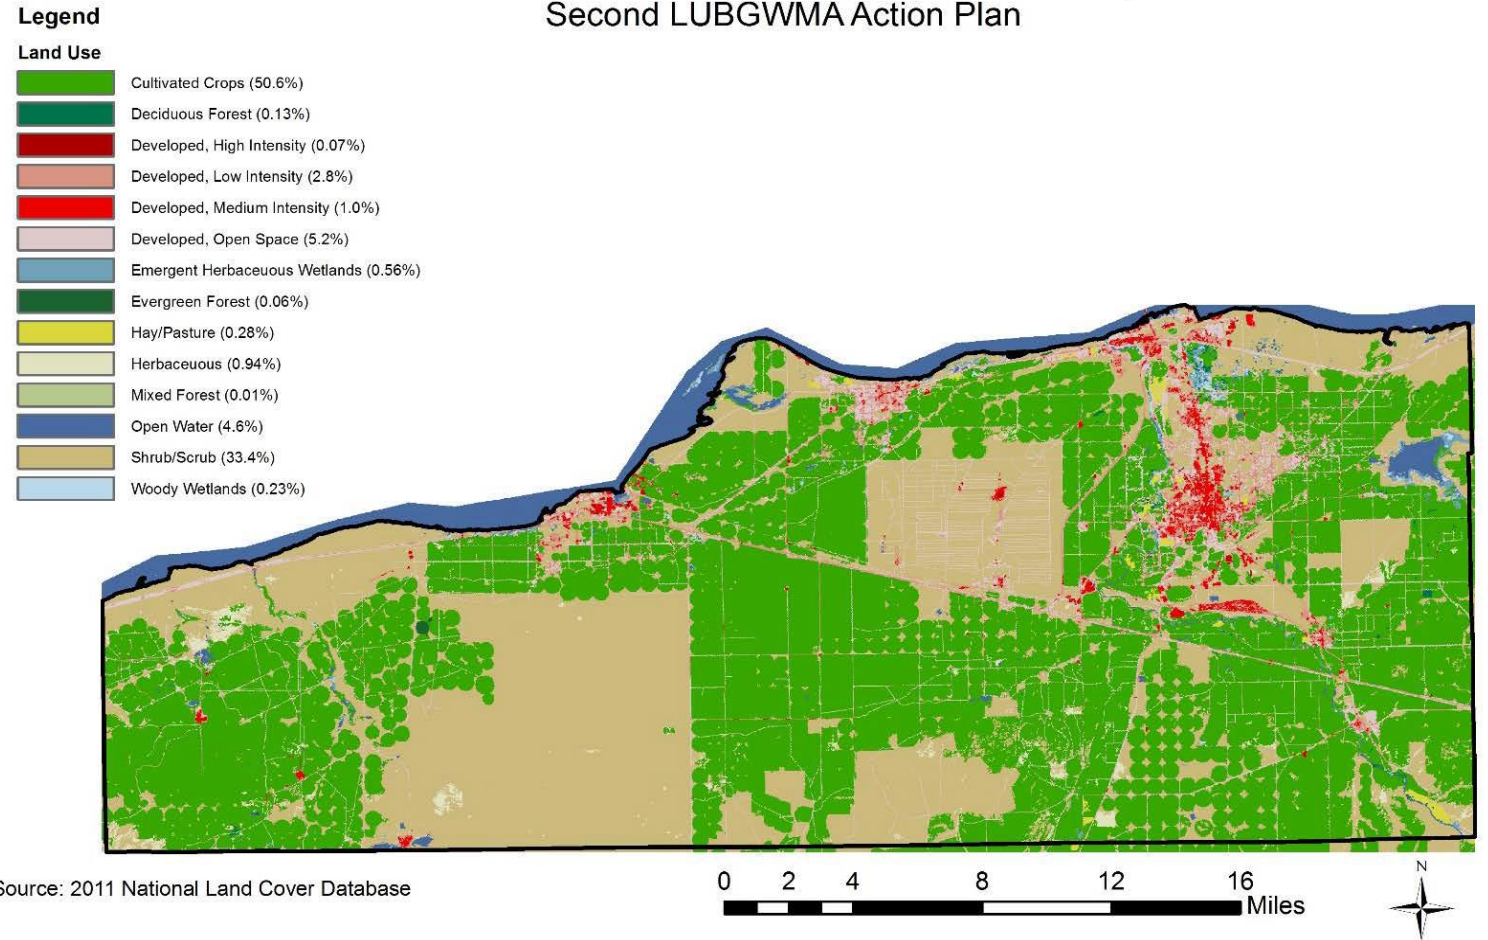 Second LUBGWMA Action Plan
Legend
Land Use
Cultivated Crops (50.6%)
Deciduous Forest (0.13%)
Developed, High Intensity (0.07%)
Developed, Low Intensity (2.8%)
Developed, Medium Intensity (1.0%)
Developed, Open Space (5.2%)
Emergent Herbaceuous Wetlands (0.56%)
Evergreen Forest (0.06%)
Hay/Pasture (0.28%)
Herbaceuous (0.94%)
Mixed Forest (0.01%)
Open Water (4.6%)
Shrub/Scrub (33.4%)
Woody Wetlands (0.23%)
Source: 2011 National Land Cover Database
0 2 4 8 12 16
Miles
N